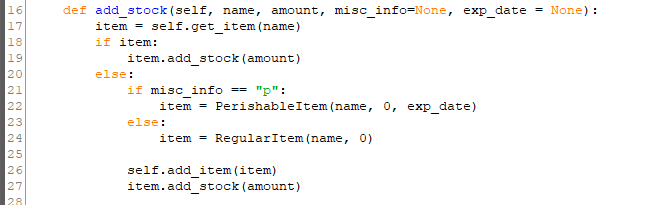 16 def add_stock(self, name, amount, misc_info=None, exp_date = None):
17 item = self.get_item(name)
18 if item:
19 item.add_stock(amount)
20 else:
21 if misc_info == "p":
22 item = PerishableItem(name, 0, exp_date)
23 else:
24 item = RegularItem(name, 0)
25
26 self.add_item(item)
27 item.add_stock(amount)
28